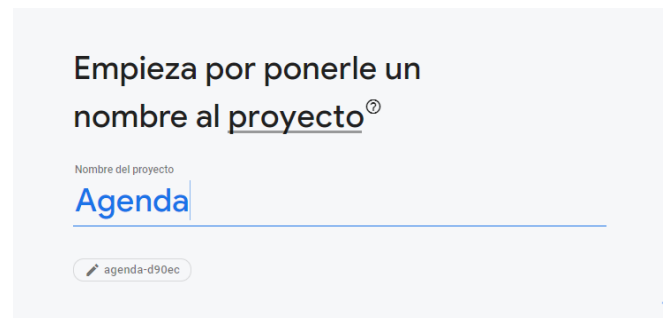 Empieza por ponerle un
nombre al proyecto?
Nombre del proyecto
Agenda
agenda-d90ec